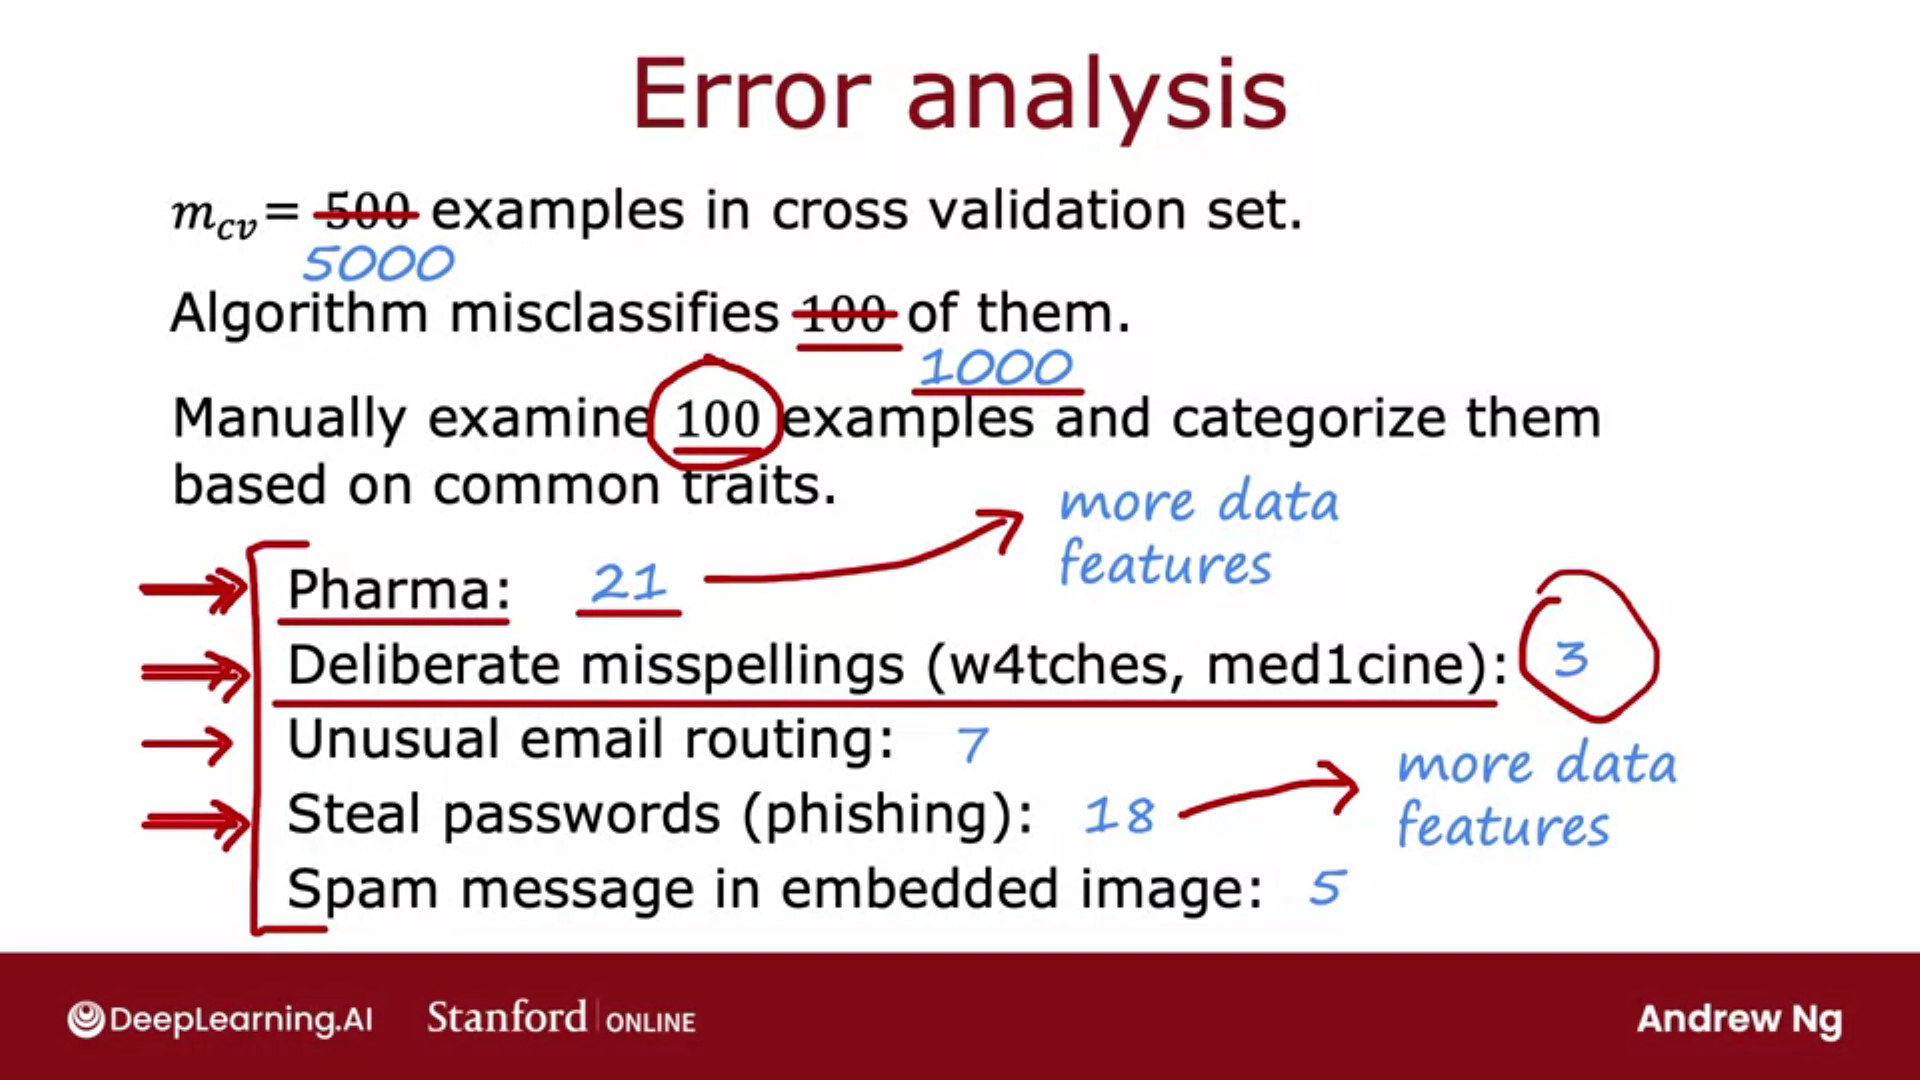 Error analysis
m_cv = 500 examples in cross validation set.
5000
Algorithm misclassifies 100 of them.
1000
Manually examine 100 examples and categorize them
based on common traits.
more data
features
Pharma: 21
Deliberate misspellings (w4tches, med1cine): 3
Unusual email routing: 7
more data
features
Steal passwords (phishing): 18
Spam message in embedded image: 5
DeepLearning.AI Stanford | ONLINE Andrew Ng